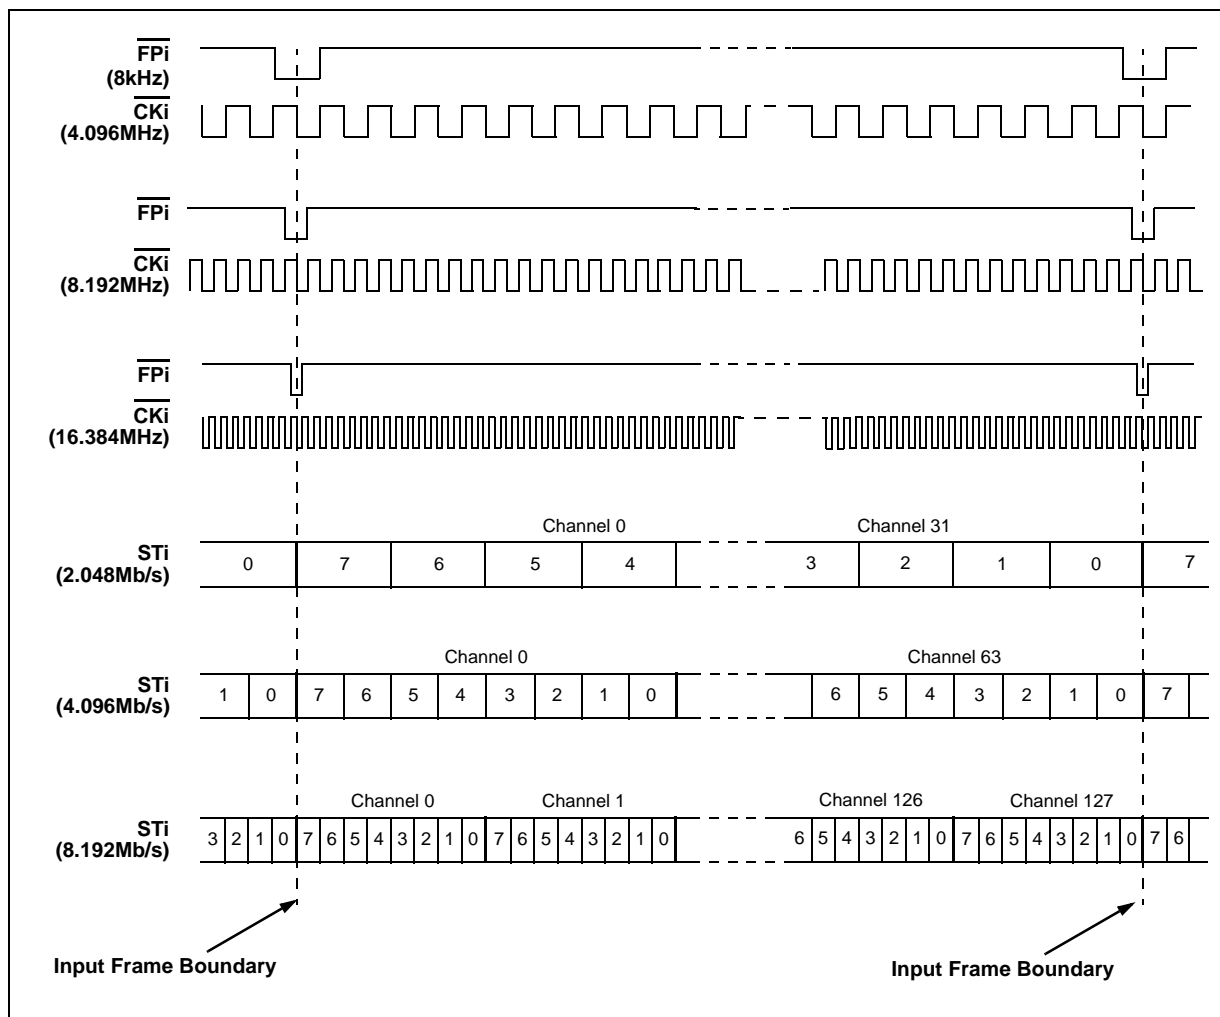 FPi
(8kHz)
CKi
(4.096MHz)
FPi
CKi
(8.192MHz)
FPi
CKi
(16.384MHz)
Channel 0 Channel 31
STi
(2.048Mb/s)
0 7 6 5 4 3 2 1 0 7
Channel 0 Channel 63
STi
(4.096Mb/s)
1 0 7 6 5 4 3 2 1 0 6 5 4 3 2 1 0 7
Channel 0 Channel 1 Channel 126 Channel 127
STi
(8.192Mb/s)
3 2 1 0 7 6 5 4 3 2 1 0 7 6 5 4 3 2 1 0 6 5 4 3 2 1 0 7 6 5 4 3 2 1 0 7 6
Input Frame Boundary
Input Frame Boundary